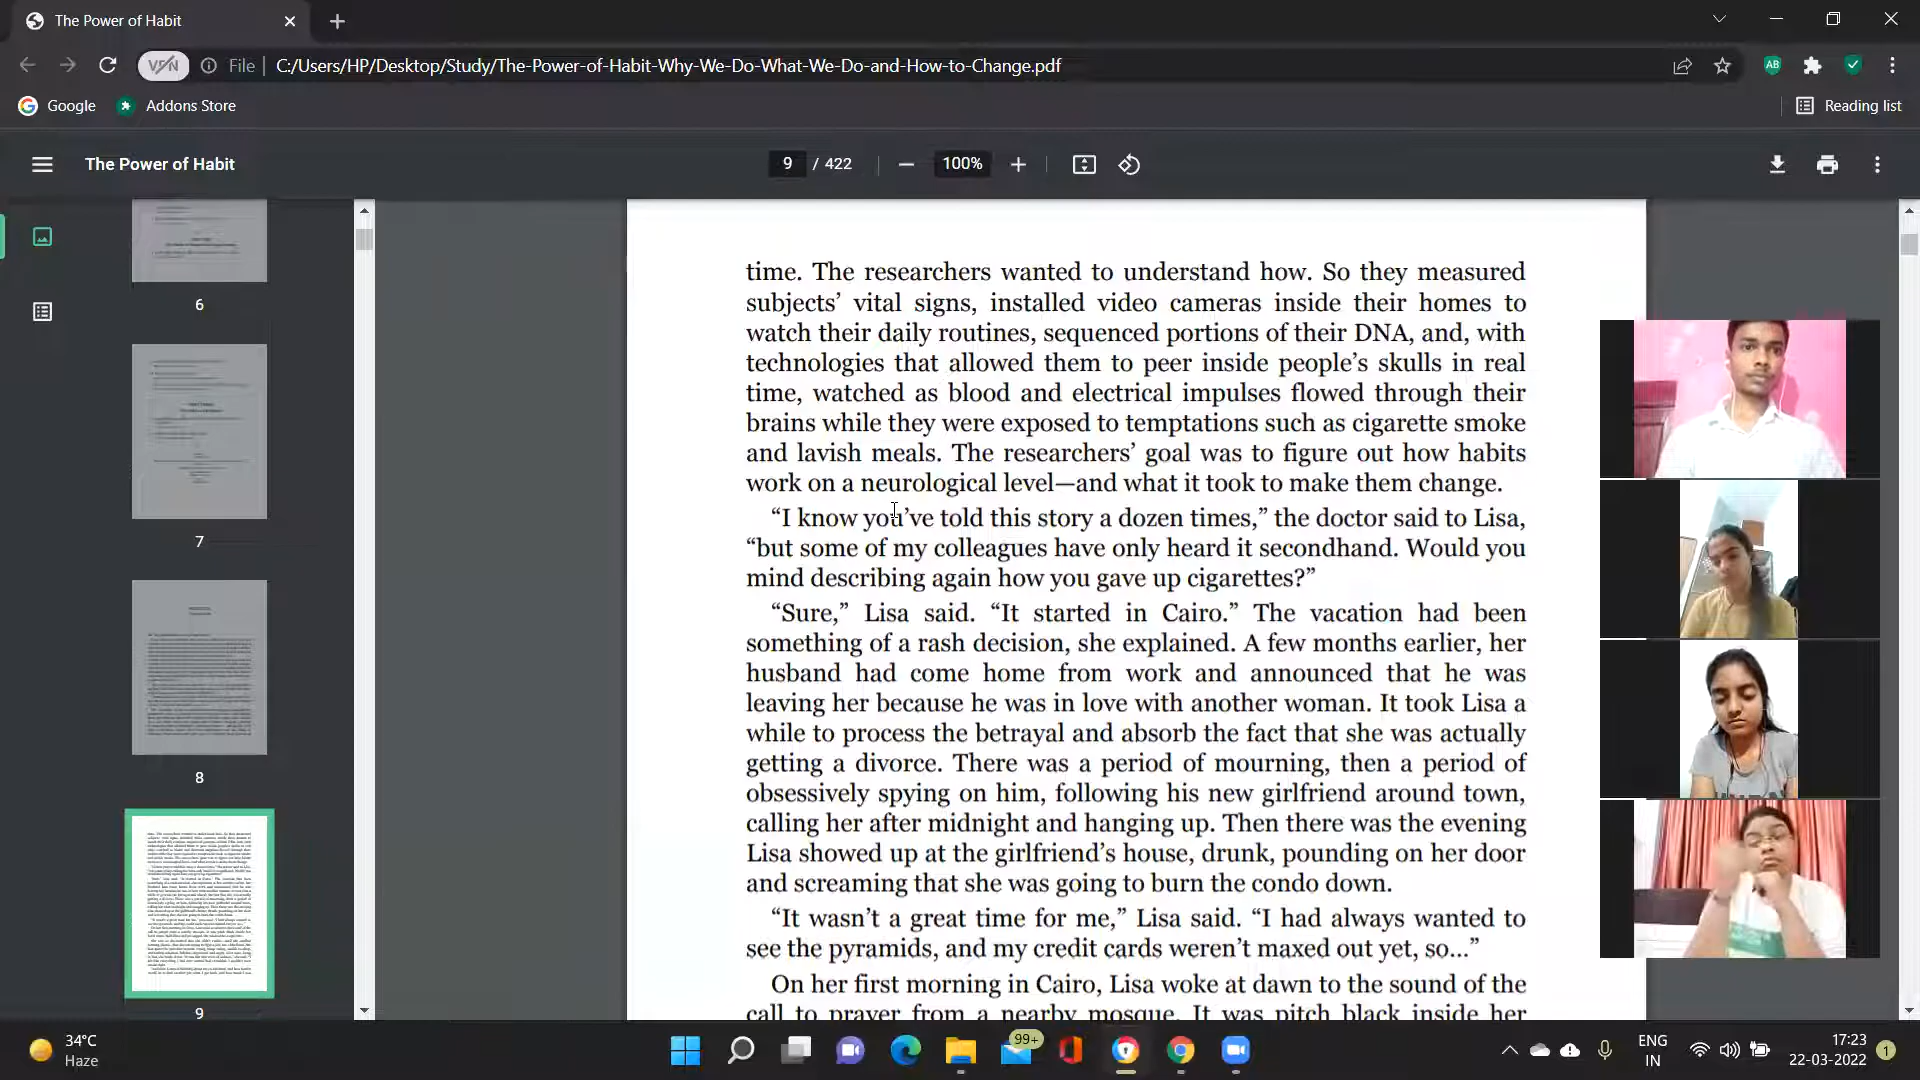 The Power of Habit
VPN
File
C:/Users/HP/Desktop/Study/The-Power-of-Habit-Why-We-Do-What-We-Do-and-How-to-Change.pdf
AB
Google
Addons Store
Reading list
The Power of Habit
9 / 422
100%
6
7
8
9
time. The researchers wanted to understand how. So they measured
subjects’ vital signs, installed video cameras inside their homes to
watch their daily routines, sequenced portions of their DNA, and, with
technologies that allowed them to peer inside people’s skulls in real
time, watched as blood and electrical impulses flowed through their
brains while they were exposed to temptations such as cigarette smoke
and lavish meals. The researchers’ goal was to figure out how habits
work on a neurological level—and what it took to make them change.
“I know you’ve told this story a dozen times,” the doctor said to Lisa,
“but some of my colleagues have only heard it secondhand. Would you
mind describing again how you gave up cigarettes?”
“Sure,” Lisa said. “It started in Cairo.” The vacation had been
something of a rash decision, she explained. A few months earlier, her
husband had come home from work and announced that he was
leaving her because he was in love with another woman. It took Lisa a
while to process the betrayal and absorb the fact that she was actually
getting a divorce. There was a period of mourning, then a period of
obsessively spying on him, following his new girlfriend around town,
calling her after midnight and hanging up. Then there was the evening
Lisa showed up at the girlfriend’s house, drunk, pounding on her door
and screaming that she was going to burn the condo down.
“It wasn’t a great time for me,” Lisa said. “I had always wanted to
see the pyramids, and my credit cards weren’t maxed out yet, so…”
On her first morning in Cairo, Lisa woke at dawn to the sound of the
call to prayer from a nearby mosque. It was pitch black inside her
34°C
Haze
99+
ENG
IN
17:23
22-03-2022
1